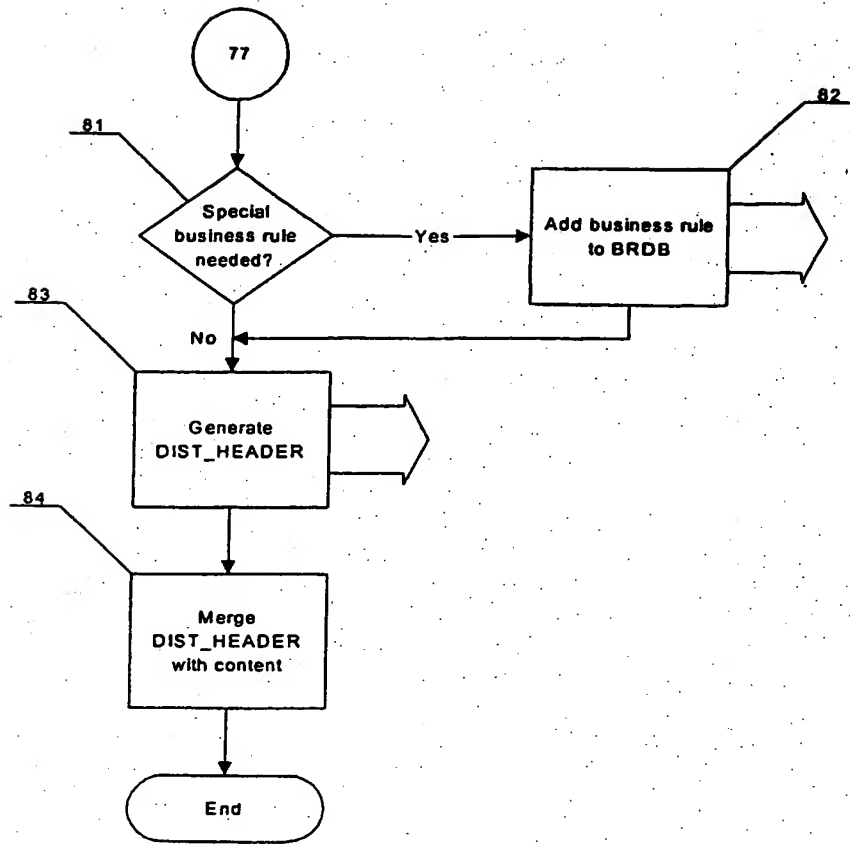 77
81
82
Special
business rule
needed?
Yes
Add business rule
to BRDB
83
No
Generate
DIST_HEADER
84
Merge
DIST_HEADER
with content
End